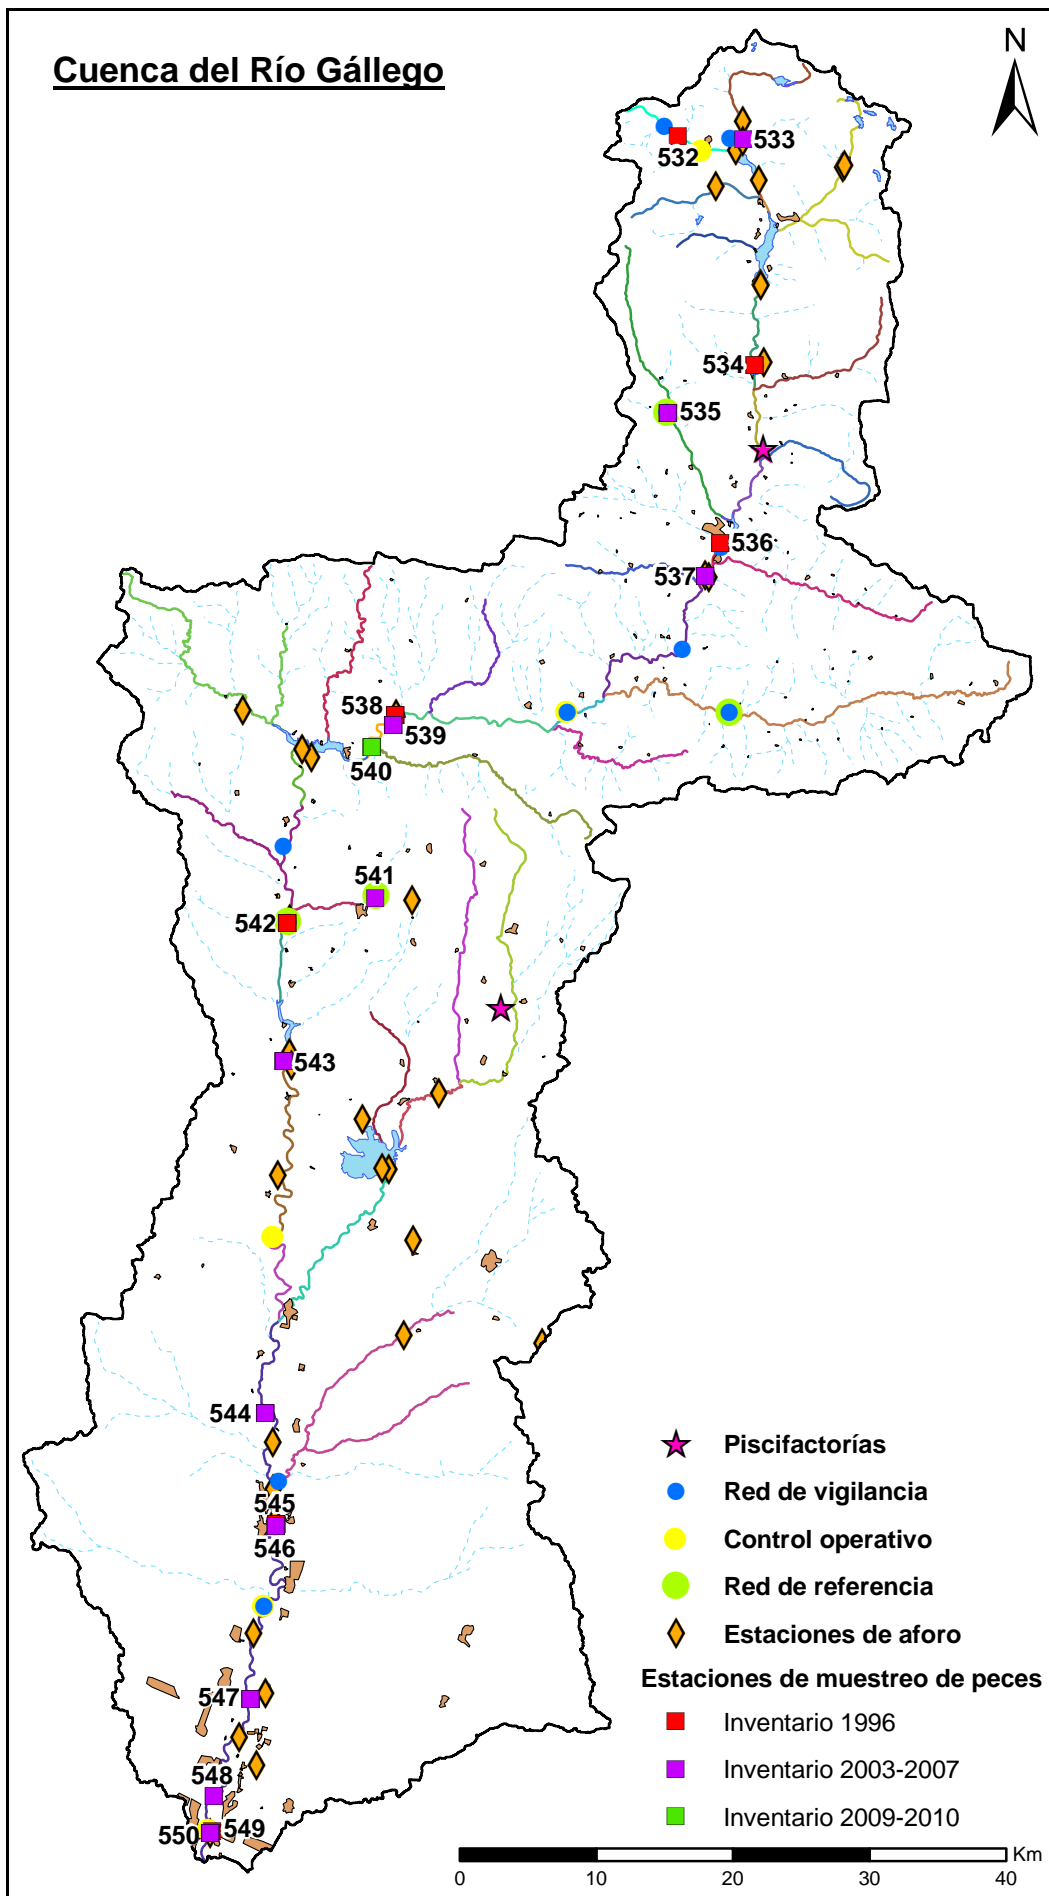 Cuenca del Río Gállego
N
532
533
534
535
536
537
538
539
540
541
542
543
544
545
546
547
548
549
550
Piscifactorías
Red de vigilancia
Control operativo
Red de referencia
Estaciones de aforo
Estaciones de muestreo de peces
Inventario 1996
Inventario 2003-2007
Inventario 2009-2010
Km
0 10 20 30 40